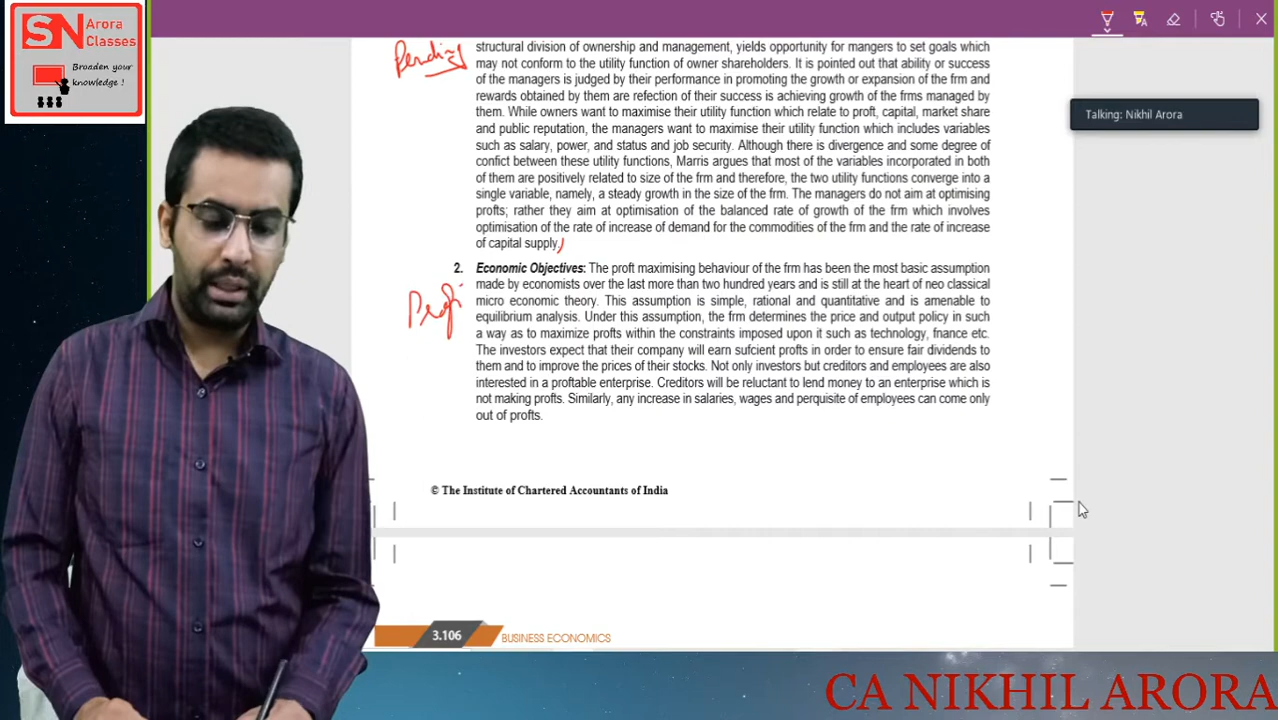 SN Arora Classes
Broaden your knowledge !
Pending
structural division of ownership and management, yields opportunity for mangers to set goals which
may not conform to the utility function of owner shareholders. It is pointed out that ability or success
of the managers is judged by their performance in promoting the growth or expansion of the frm and
rewards obtained by them are refection of their success is achieving growth of the frms managed by
them. While owners want to maximise their utility function which relate to proft, capital, market share
and public reputation, the managers want to maximise their utility function which includes variables
such as salary, power, and status and job security. Although there is divergence and some degree of
confict between these utility functions, Marris argues that most of the variables incorporated in both
of them are positively related to size of the frm and therefore, the two utility functions converge into a
single variable, namely, a steady growth in the size of the frm. The managers do not aim at optimising
profts; rather they aim at optimisation of the balanced rate of growth of the frm which involves
optimisation of the rate of increase of demand for the commodities of the frm and the rate of increase
of capital supply.
2. Economic Objectives: The proft maximising behaviour of the frm has been the most basic assumption
made by economists over the last more than two hundred years and is still at the heart of neo classical
micro economic theory. This assumption is simple, rational and quantitative and is amenable to
equilibrium analysis. Under this assumption, the frm determines the price and output policy in such
a way as to maximize profts within the constraints imposed upon it such as technology, fnance etc.
The investors expect that their company will earn sufcient profts in order to ensure fair dividends to
them and to improve the prices of their stocks. Not only investors but creditors and employees are also
interested in a proftable enterprise. Creditors will be reluctant to lend money to an enterprise which is
not making profts. Similarly, any increase in salaries, wages and perquisite of employees can come only
out of profts.
© The Institute of Chartered Accountants of India
3.106 BUSINESS ECONOMICS
Talking: Nikhil Arora
CA NIKHIL ARORA